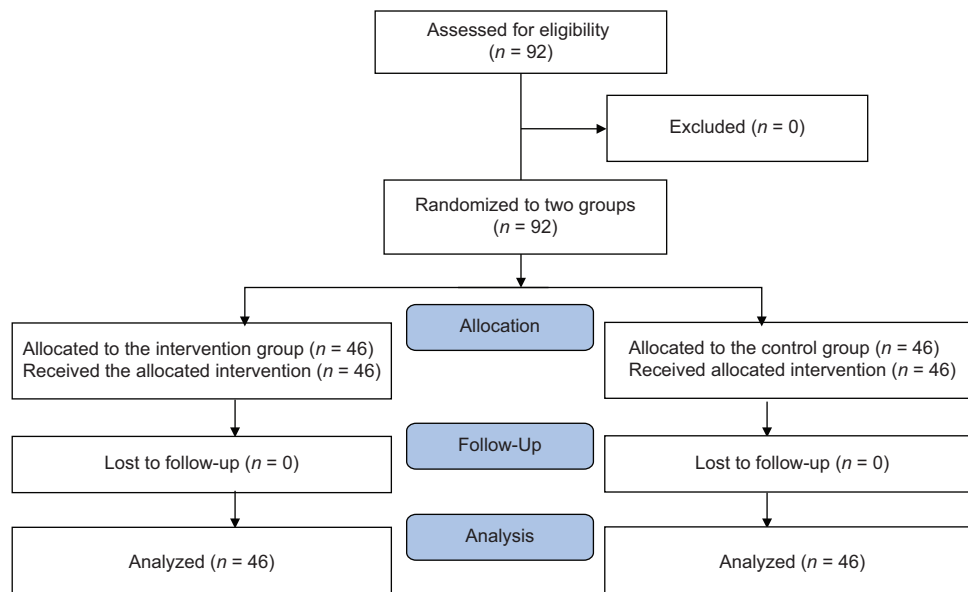 Assessed for eligibility
(n = 92)
Excluded (n = 0)
Randomized to two groups
(n = 92)
Allocation
Allocated to the intervention group (n = 46)
Received the allocated intervention (n = 46)
Allocated to the control group (n = 46)
Received allocated intervention (n = 46)
Follow-Up
Lost to follow-up (n = 0)
Lost to follow-up (n = 0)
Analysis
Analyzed (n = 46)
Analyzed (n = 46)